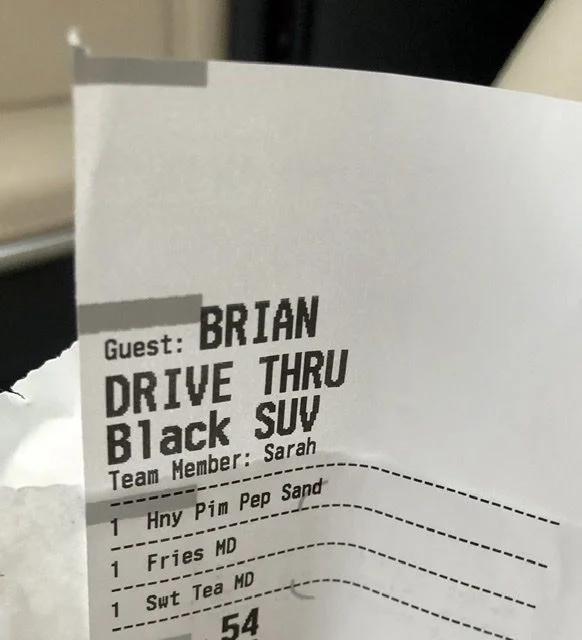 Guest: BRIAN
DRIVE THRU
Black SUV
Team Member: Sarah
1 Hny Pim Pep Sand
1 Fries MD
1 Swt Tea MD
54